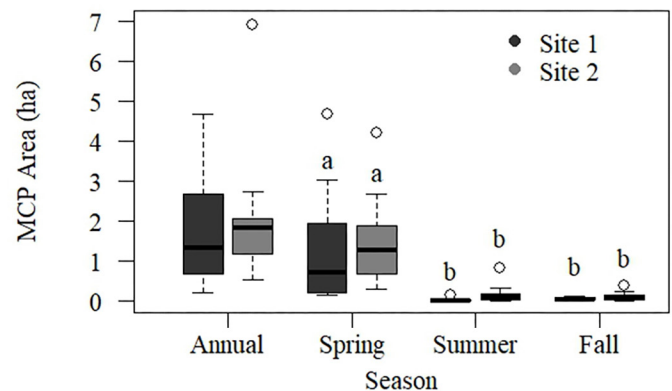 7
6
5
4
3
2
1
0
MCP Area (ha)
Site 1
Site 2
a
a
b
b
b
b
Annual Spring Summer Fall
Season